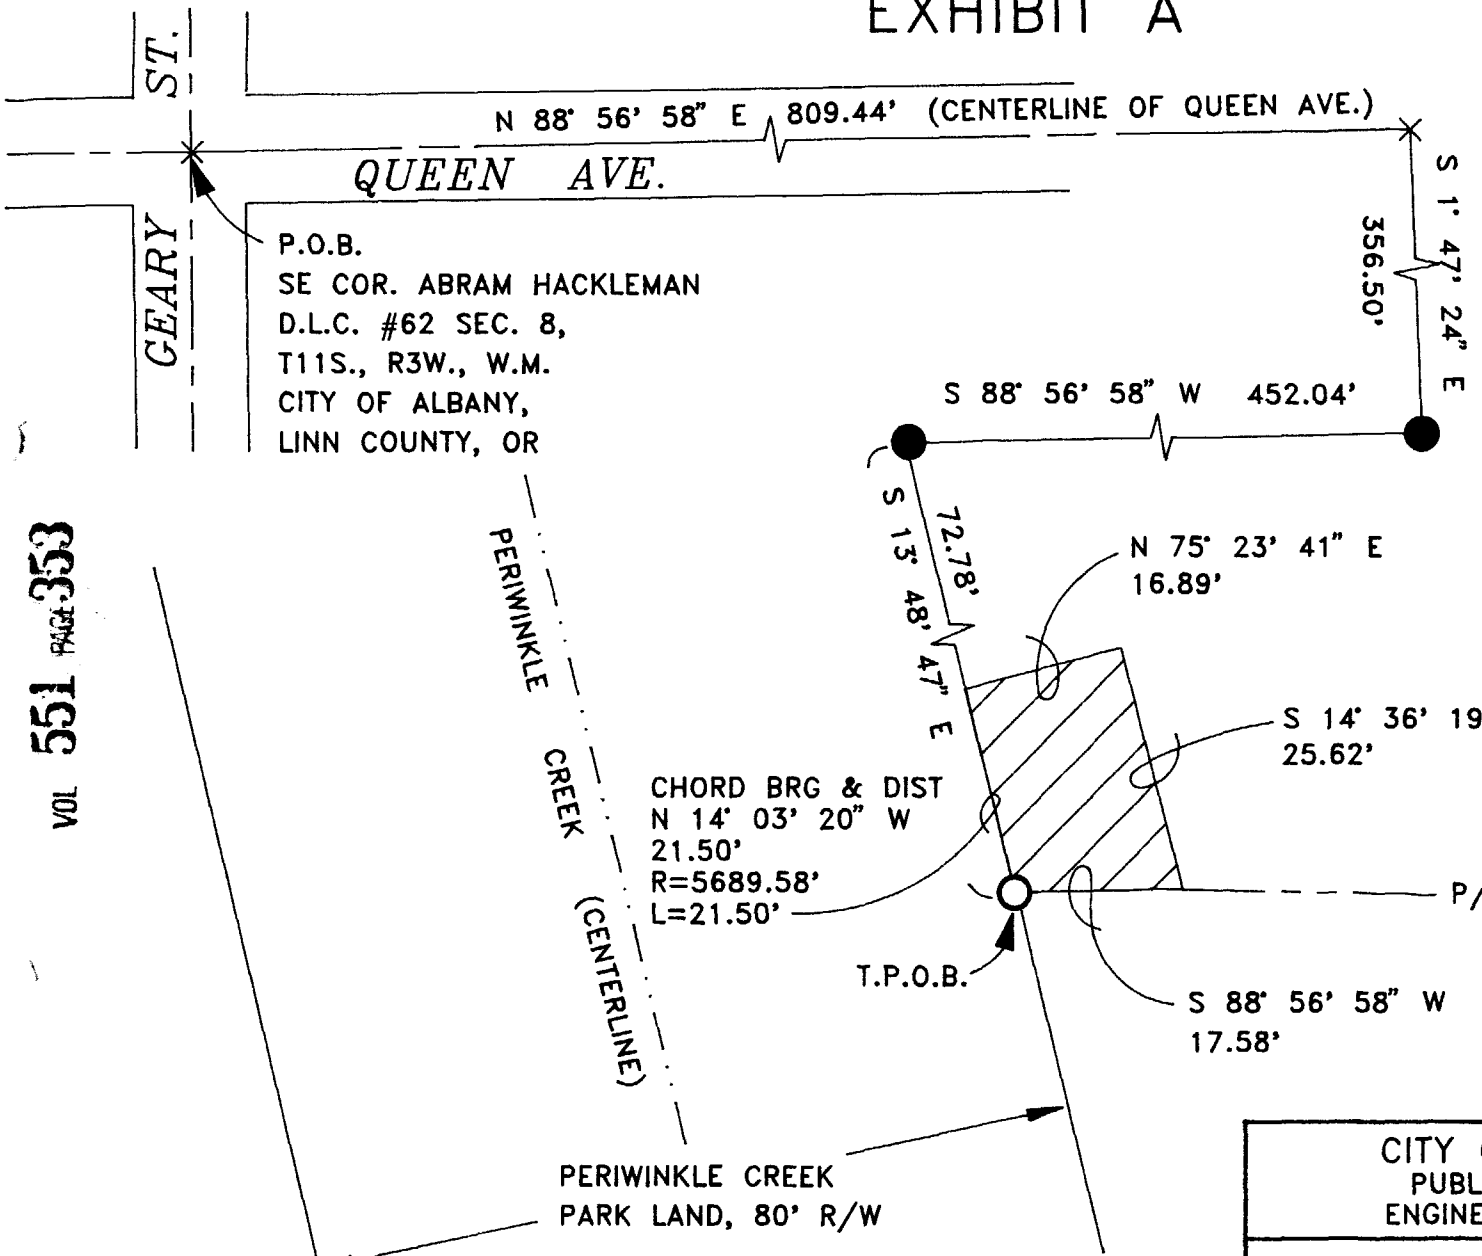 EXHIBIT A
GEARY ST.
N 88° 56' 58" E 809.44' (CENTERLINE OF QUEEN AVE.)
QUEEN AVE.
S 1° 47' 24" E
356.50'
P.O.B.
SE COR. ABRAM HACKLEMAN
D.L.C. #62 SEC. 8,
T11S., R3W., W.M.
CITY OF ALBANY,
LINN COUNTY, OR
S 88° 56' 58" W 452.04'
72.78'
S 13° 48' 47" E
N 75° 23' 41" E
16.89'
S 14° 36' 19
25.62'
PERIWINKLE CREEK (CENTERLINE)
CHORD BRG & DIST
N 14° 03' 20" W
21.50'
R=5689.58'
L=21.50'
P/
T.P.O.B.
S 88° 56' 58" W
17.58'
PERIWINKLE CREEK
PARK LAND, 80' R/W
VOL 551 PAGE 353
CITY
PUBL
ENGINE